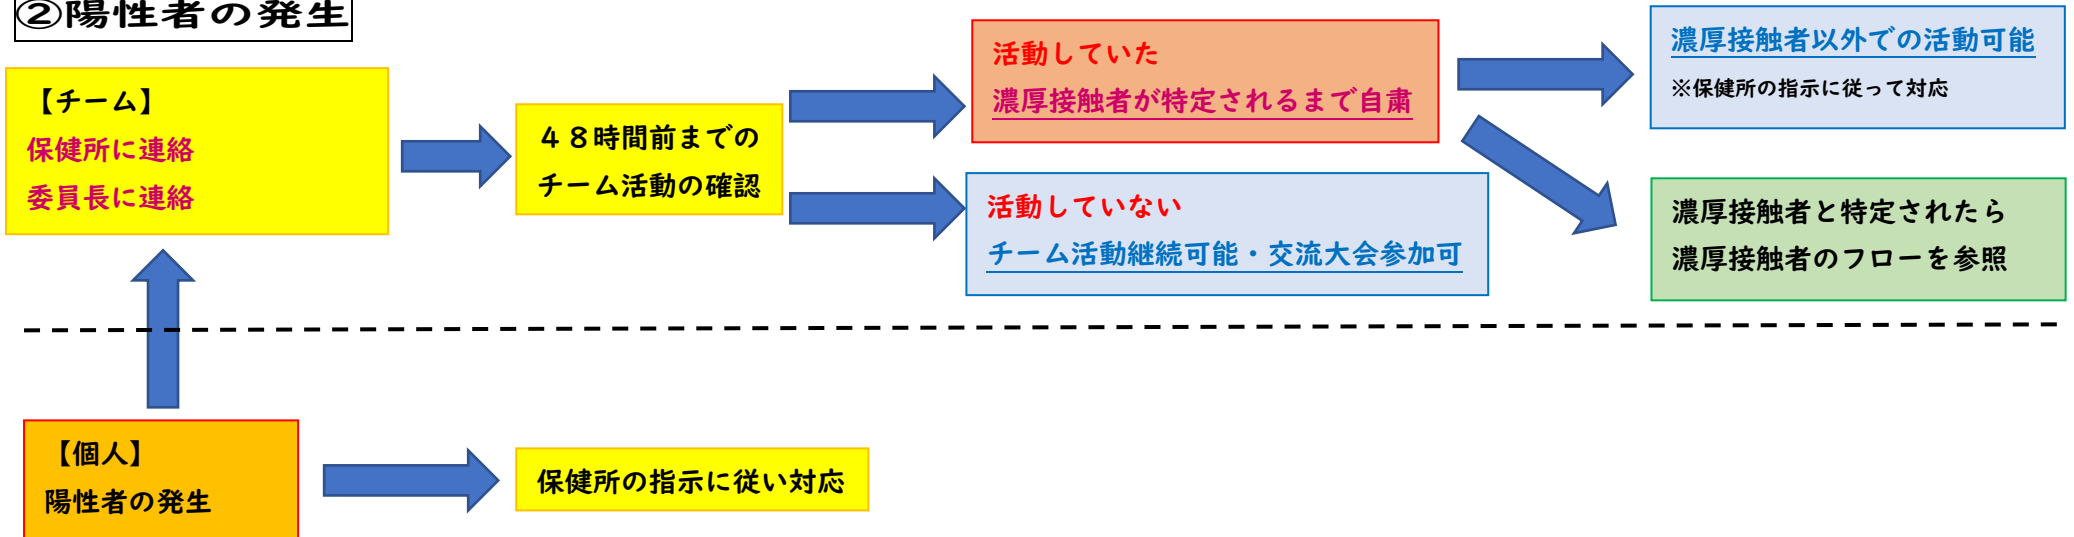 ②陽性者の発生
【チーム】
保健所に連絡
委員長に連絡
４８時間前までの
チーム活動の確認
活動していた
濃厚接触者が特定されるまで自粛
活動していない
チーム活動継続可能・交流大会参加可
濃厚接触者以外での活動可能
※保健所の指示に従って対応
濃厚接触者と特定されたら
濃厚接触者のフローを参照
【個人】
陽性者の発生
保健所の指示に従い対応